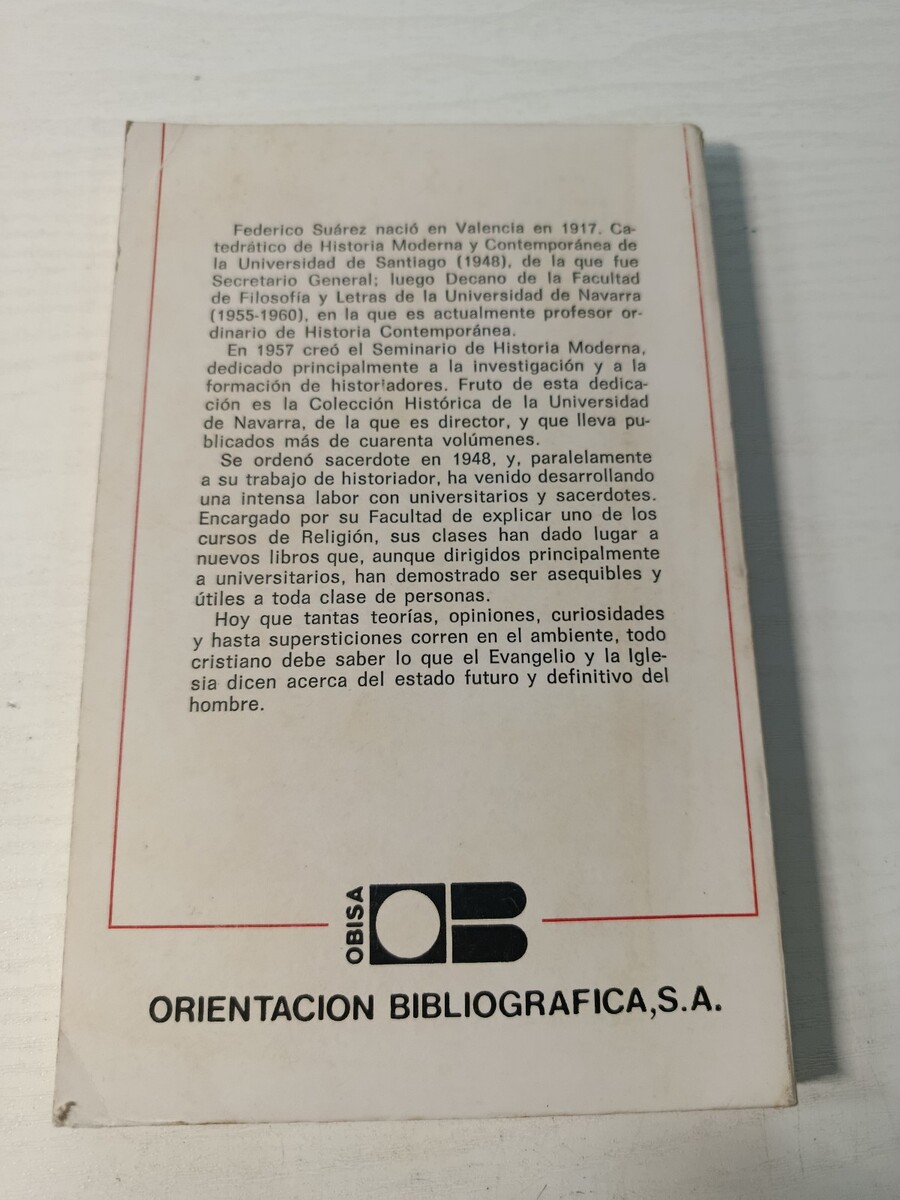 Federico Suárez nació en Valencia en 1917. Ca-
tedrático de Historia Moderna y Contemporánea de
la Universidad de Santiago (1948), de la que fue
Secretario General; luego Decano de la Facultad
de Filosofía y Letras de la Universidad de Navarra
(1955-1960), en la que es actualmente profesor or-
dinario de Historia Contemporánea.
En 1957 creó el Seminario de Historia Moderna,
dedicado principalmente a la investigación y a la
formación de historiadores. Fruto de esta dedica-
ción es la Colección Histórica de la Universidad
de Navarra, de la que es director, y que lleva pu-
blicados más de cuarenta volúmenes.
Se ordenó sacerdote en 1948, y, paralelamente
a su trabajo de historiador, ha venido desarrollando
una intensa labor con universitarios y sacerdotes.
Encargado por su Facultad de explicar uno de los
cursos de Religión, sus clases han dado lugar a
nuevos libros que, aunque dirigidos principalmente
a universitarios, han demostrado ser asequibles y
útiles a toda clase de personas.
Hoy que tantas teorías, opiniones, curiosidades
y hasta supersticiones corren en el ambiente, todo
cristiano debe saber lo que el Evangelio y la Igle-
sia dicen acerca del estado futuro y definitivo del
hombre.
OBISA
ORIENTACION BIBLIOGRAFICA,S.A.